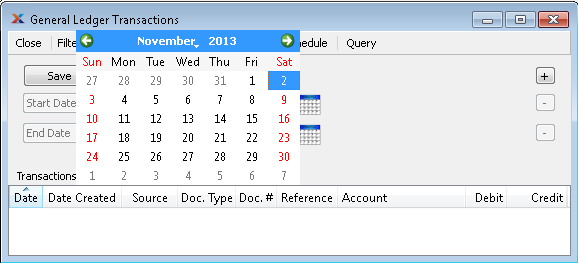 General Ledger Transactions
Close Filte hedule Query
November, 2013
Sun Mon Tue Wed Thu Fri Sat
27 28 29 30 31 1 2
3 4 5 6 7 8 9
10 11 12 13 14 15 16
17 18 19 20 21 22 23
24 25 26 27 28 29 30
1 2 3 4 5 6 7
Save +
Start Date -
End Date -
Transactions
Date Date Created Source Doc. Type Doc. # Reference Account Debit Credit